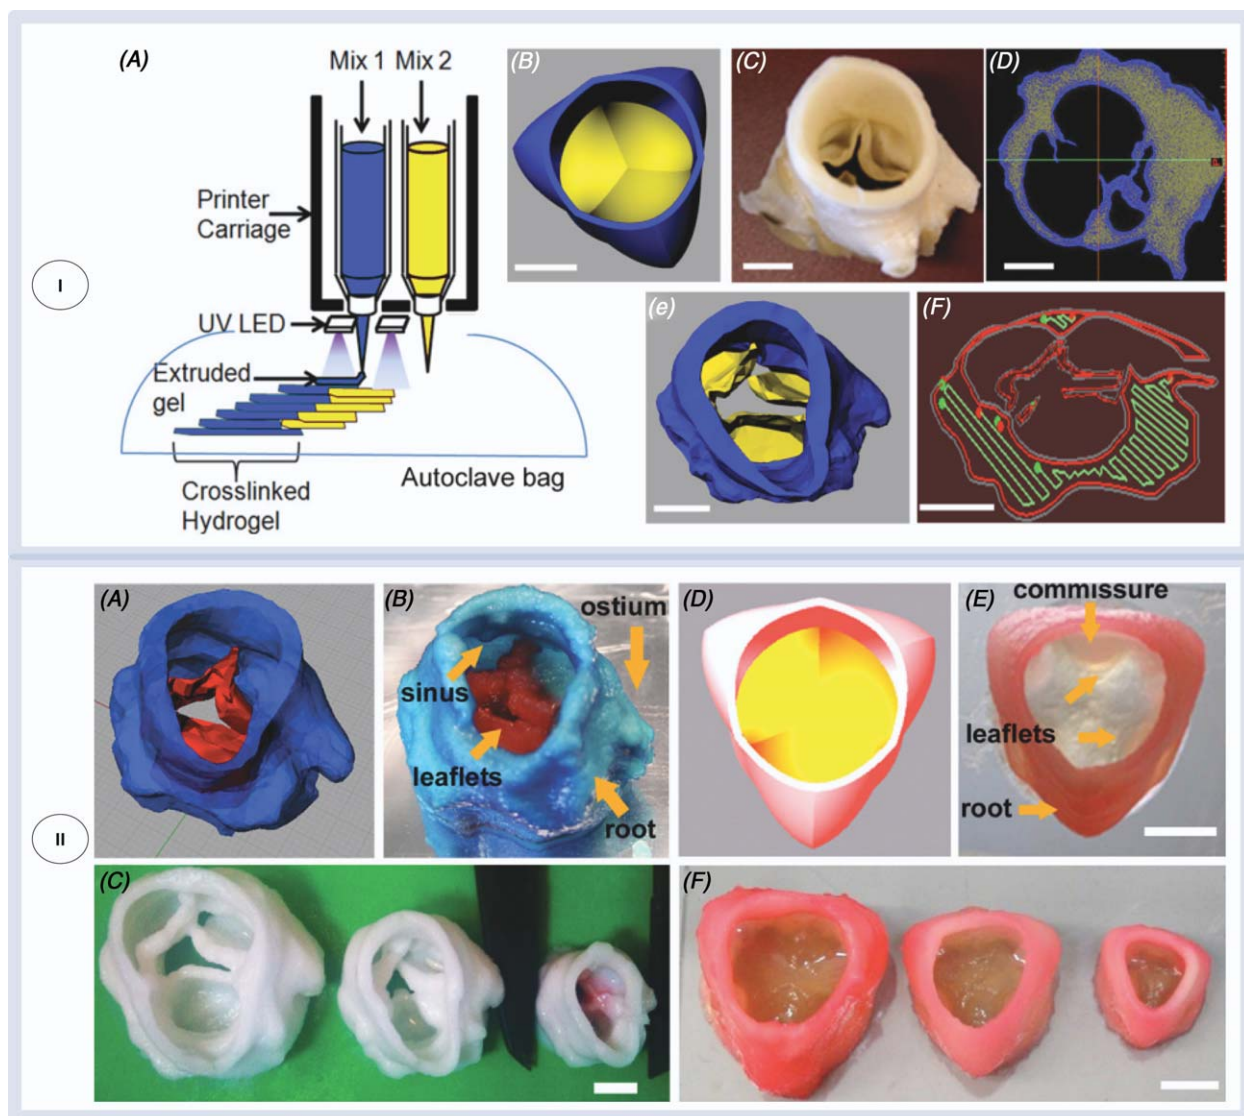 (A)
Mix 1 Mix 2
Printer
Carriage
UV LED
Extruded
gel
Crosslinked
Hydrogel
Autoclave bag
(B)
(C)
(D)
(e)
(F)
I
(A)
(B)
ostium
sinus
leaflets
root
(D)
(E)
commissure
leaflets
root
II
(C)
(F)